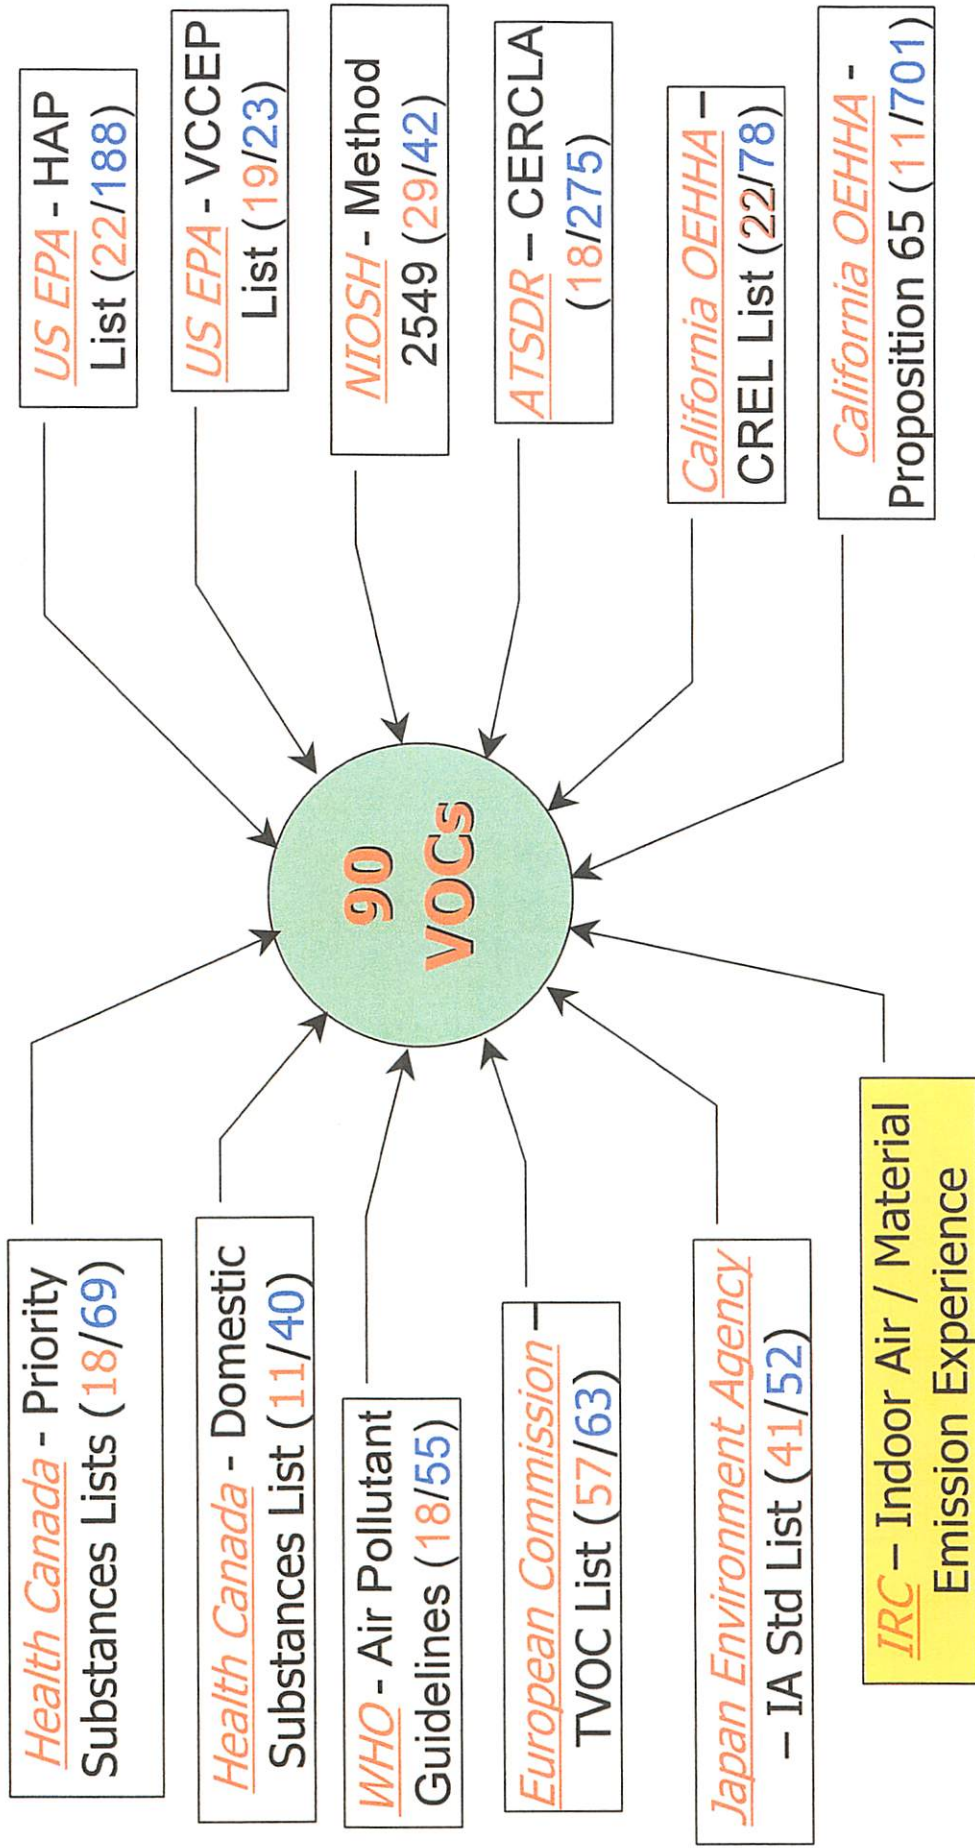 Health Canada - Priority
Substances Lists (18/69)
Health Canada - Domestic
Substances List (11/40)
WHO - Air Pollutant
Guidelines (18/55)
European Commission –
TVOC List (57/63)
Japan Environment Agency
– IA Std List (41/52)
IRC – Indoor Air / Material
Emission Experience
90
VOCs
US EPA - HAP
List (22/188)
US EPA - VCCEP
List (19/23)
NIOSH - Method
2549 (29/42)
ATSDR – CERCLA
(18/275)
California OEHHA –
CREL List (22/78)
California OEHHA -
Proposition 65 (11/701)